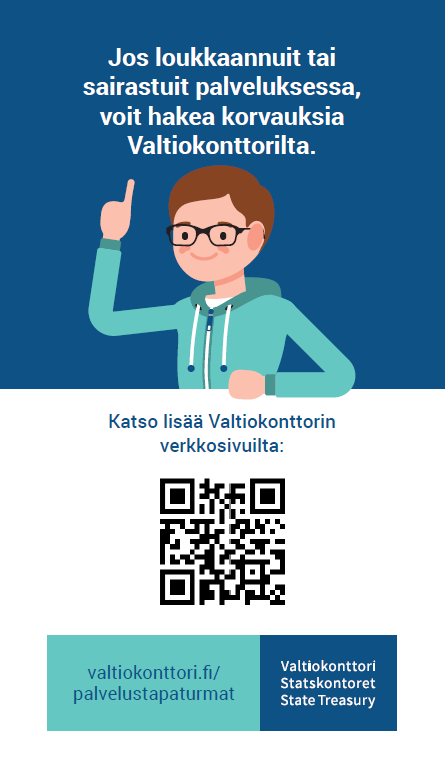 Jos loukkaannuit tai
sairastuit palveluksessa,
voit hakea korvauksia
Valtiokonttorilta.
Katso lisää Valtiokonttorin
verkkosivuilta:
valtiokonttori.fi/
palvelustapaturmat
Valtiokonttori
Statskontoret
State Treasury